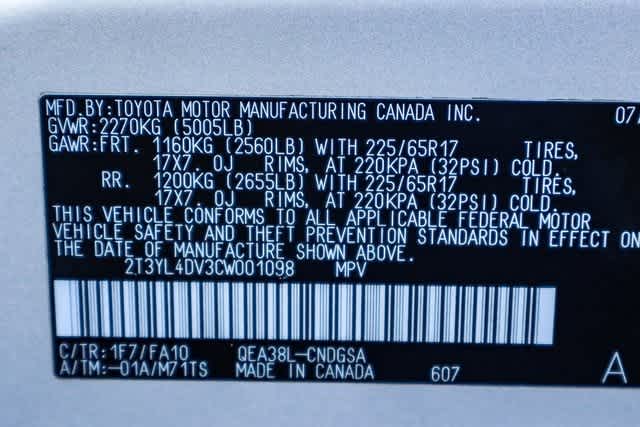 MFD.BY:TOYOTA MOTOR MANUFACTURING CANADA INC. 07/
GVWR:2270KG (5005LB)
GAWR:FRT. 1160KG (2560LB) WITH 225/65R17 TIRES,
17X7.0J RIMS, AT 220KPA (32PSI) COLD.
RR. 1200KG (2655LB) WITH 225/65R17 TIRES,
17X7.0J RIMS, AT 220KPA (32PSI) COLD.
THIS VEHICLE CONFORMS TO ALL APPLICABLE FEDERAL MOTOR
VEHICLE SAFETY AND THEFT PREVENTION STANDARDS IN EFFECT ON
THE DATE OF MANUFACTURE SHOWN ABOVE.
2T3YL4DV3CW001098 MPV
C/TR:1F7/FA10 QEA38L-CNDGSA
A/TM:-01A/M71TS MADE IN CANADA 607 A